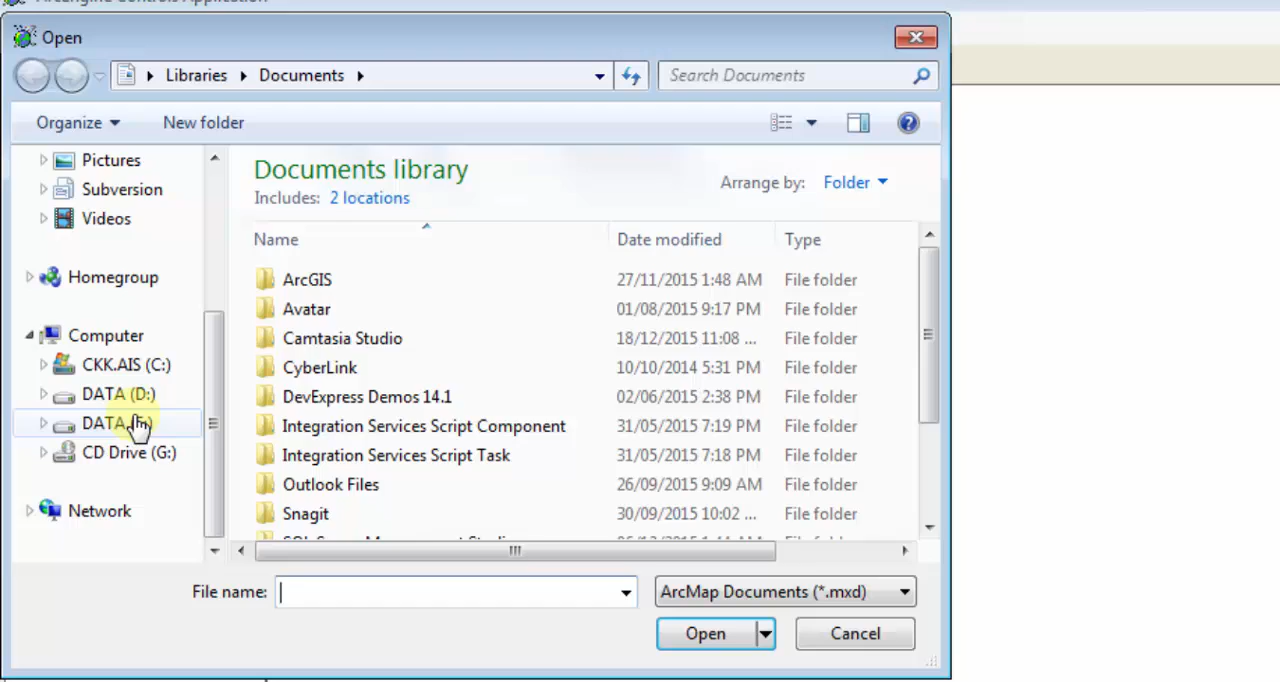 Open
Libraries Documents
Search Documents
Organize
New folder
Pictures
Subversion
Videos
Homegroup
Computer
CKK.AIS (C:)
DATA (D:)
DATA
CD Drive (G:)
Network
Documents library
Includes: 2 locations
Arrange by: Folder
Name Date modified Type
ArcGIS 27/11/2015 1:48 AM File folder
Avatar 01/08/2015 9:17 PM File folder
Camtasia Studio 18/12/2015 11:08 ... File folder
CyberLink 10/10/2014 5:31 PM File folder
DevExpress Demos 14.1 02/06/2015 2:38 PM File folder
Integration Services Script Component 31/05/2015 7:19 PM File folder
Integration Services Script Task 31/05/2015 7:18 PM File folder
Outlook Files 26/09/2015 9:09 AM File folder
Snagit 30/09/2015 10:02 ... File folder
File name:
ArcMap Documents (*.mxd)
Open
Cancel